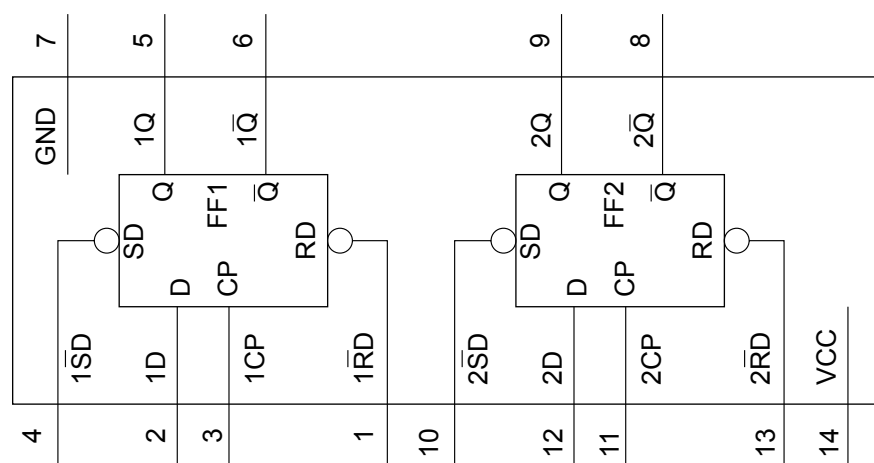 7
5
6
9
8
GND
1Q
1Q̅
2Q
2Q̅
Q
FF1
Q̅
Q
FF2
Q̅
SD
RD
SD
RD
D
CP
D
CP
1S̅D
1D
1CP
1R̅D
2S̅D
2D
2CP
2R̅D
VCC
4
2
3
1
10
12
11
13
14